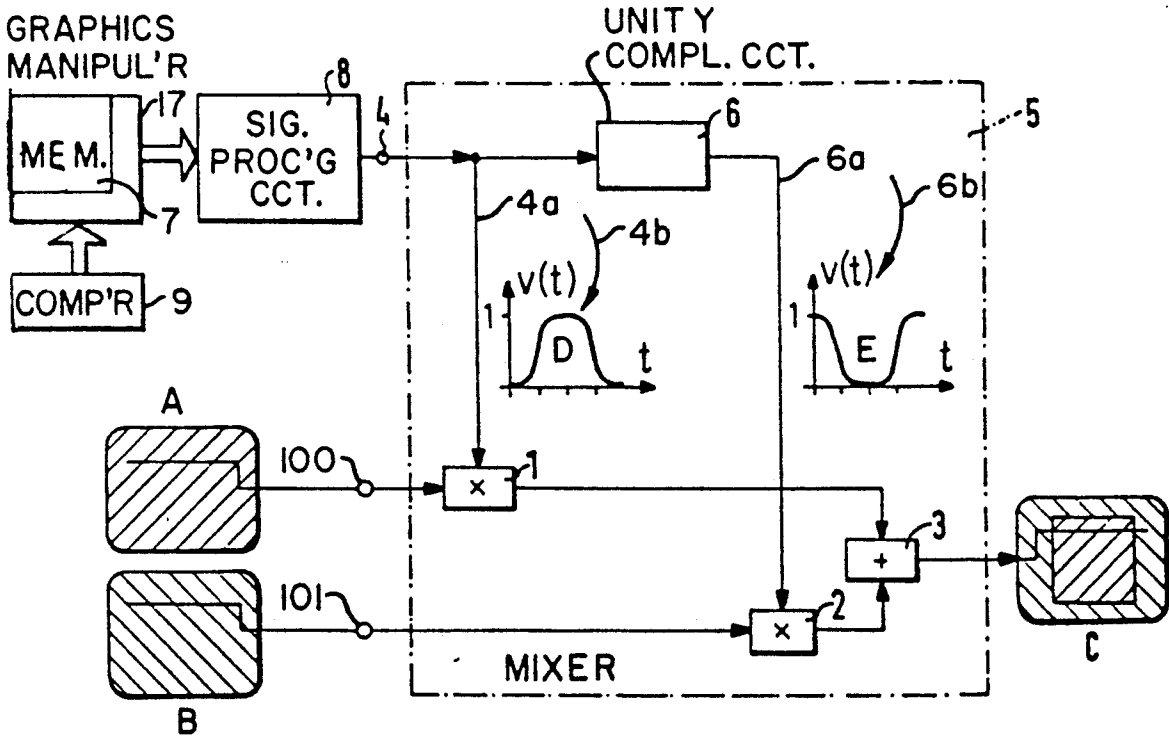 GRAPHICS
MANIPUL'R
UNITY
COMPL. CCT.
17
8
4
6
5
MEM.
SIG.
PROC'G
CCT.
7
4a
6a
6b
4b
COMP'R
9
v(t)
v(t)
1
D
t
1
E
t
A
100
×
1
3
+
101
×
2
B
MIXER
C